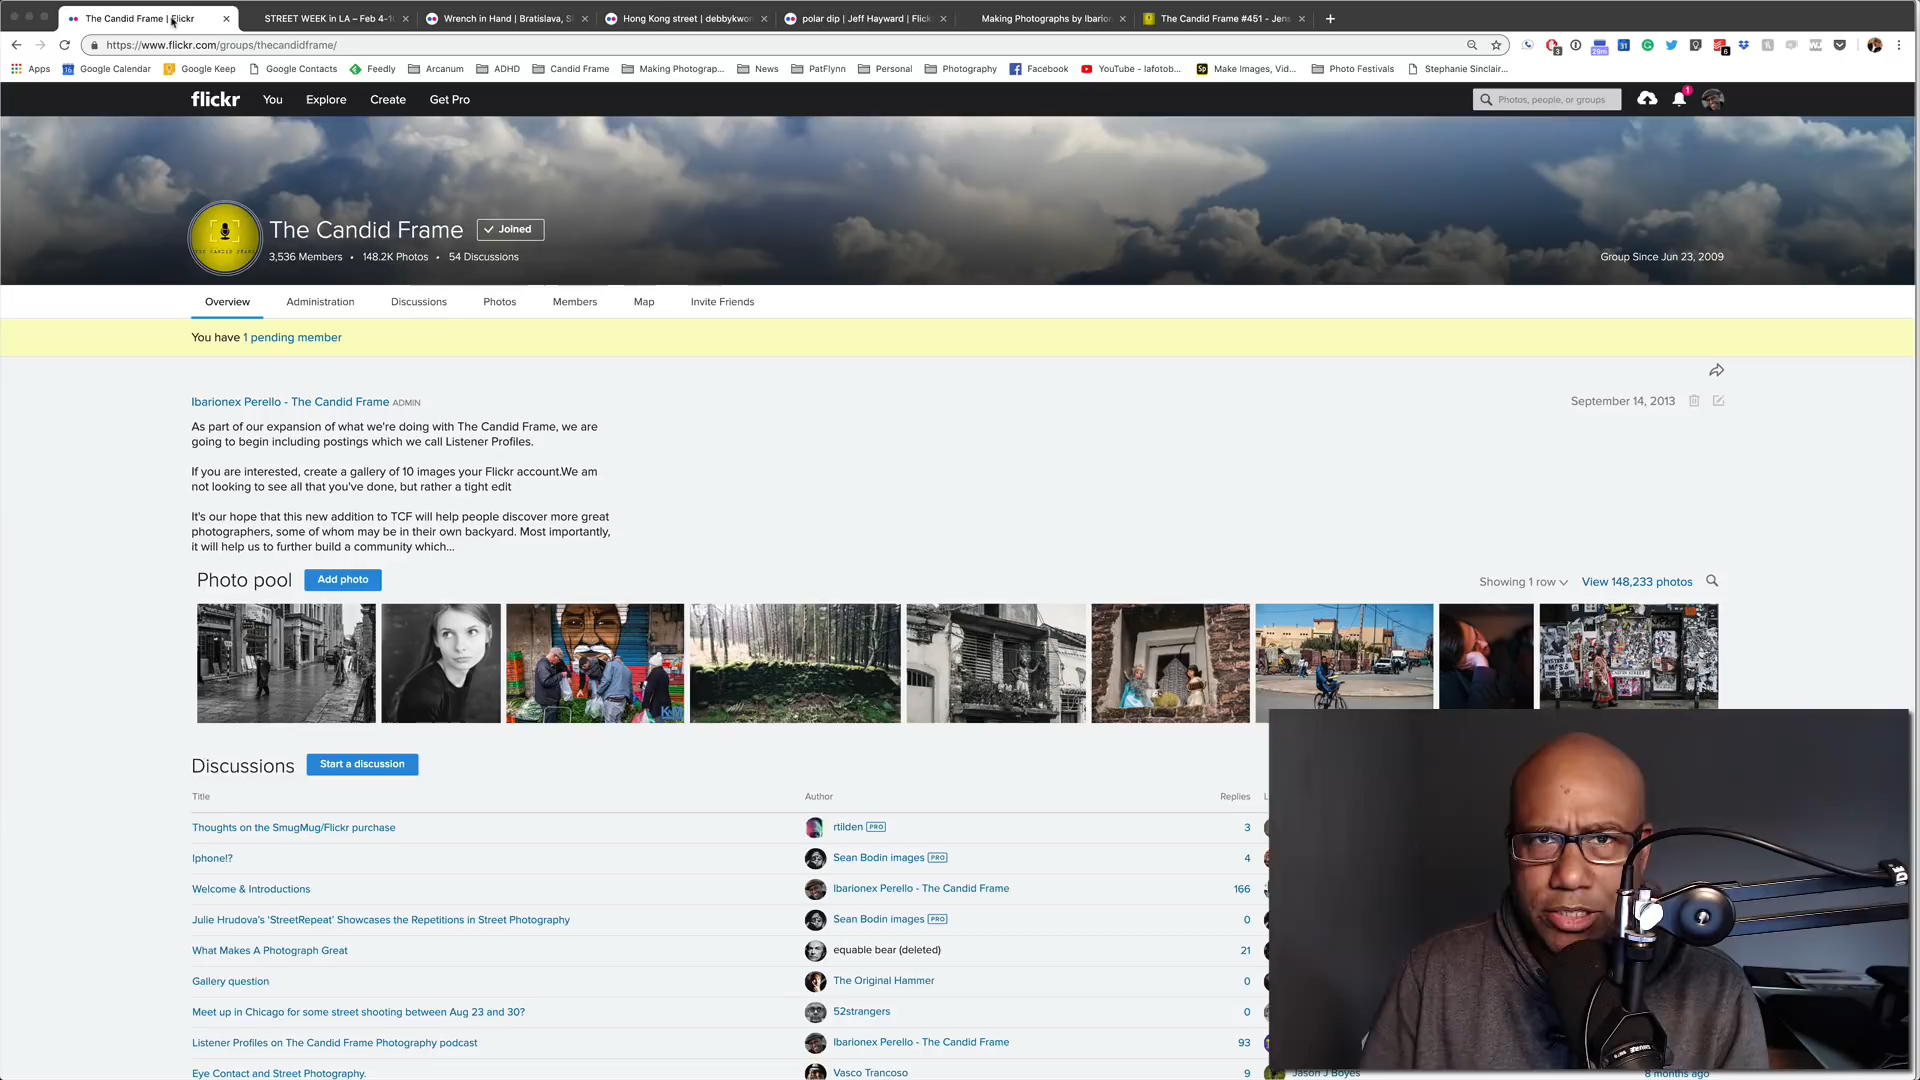 The Candid Frame | Flickr
STREET WEEK in LA – Feb 4-1
Wrench in Hand | Bratislava, S
Hong Kong street | debbykwon
polar dip | Jeff Hayward | Flick
Making Photographs by Ibarion
The Candid Frame #451 - Jens
https://www.flickr.com/groups/thecandidframe/
Apps
Google Calendar
Google Keep
Google Contacts
Feedly
Arcanum
ADHD
Candid Frame
Making Photograp...
News
PatFlynn
Personal
Photography
Facebook
YouTube - lafotob...
Make Images, Vid...
Photo Festivals
Stephanie Sinclair...
flickr
You
Explore
Create
Get Pro
Photos, people, or groups
1
The Candid Frame
Joined
3,536 Members • 148.2K Photos • 54 Discussions
Group Since Jun 23, 2009
Overview
Administration
Discussions
Photos
Members
Map
Invite Friends
You have 1 pending member
Ibarionex Perello - The Candid Frame ADMIN
September 14, 2013
As part of our expansion of what we're doing with The Candid Frame, we are
going to begin including postings which we call Listener Profiles.
If you are interested, create a gallery of 10 images your Flickr account.We am
not looking to see all that you've done, but rather a tight edit
It's our hope that this new addition to TCF will help people discover more great
photographers, some of whom may be in their own backyard. Most importantly,
it will help us to further build a community which...
Photo pool
Add photo
Showing 1 row
View 148,233 photos
Discussions
Start a discussion
Title
Author
Replies
Thoughts on the SmugMug/Flickr purchase
rtilden PRO
3
Iphone!?
Sean Bodin images PRO
4
Welcome & Introductions
Ibarionex Perello - The Candid Frame
166
Julie Hrudova's 'StreetRepeat' Showcases the Repetitions in Street Photography
Sean Bodin images PRO
0
What Makes A Photograph Great
equable bear (deleted)
21
Gallery question
The Original Hammer
0
Meet up in Chicago for some street shooting between Aug 23 and 30?
52strangers
0
Listener Profiles on The Candid Frame Photography podcast
Ibarionex Perello - The Candid Frame
93
Eye Contact and Street Photography.
Vasco Trancoso
9
Jason J Boyes
8 months ago